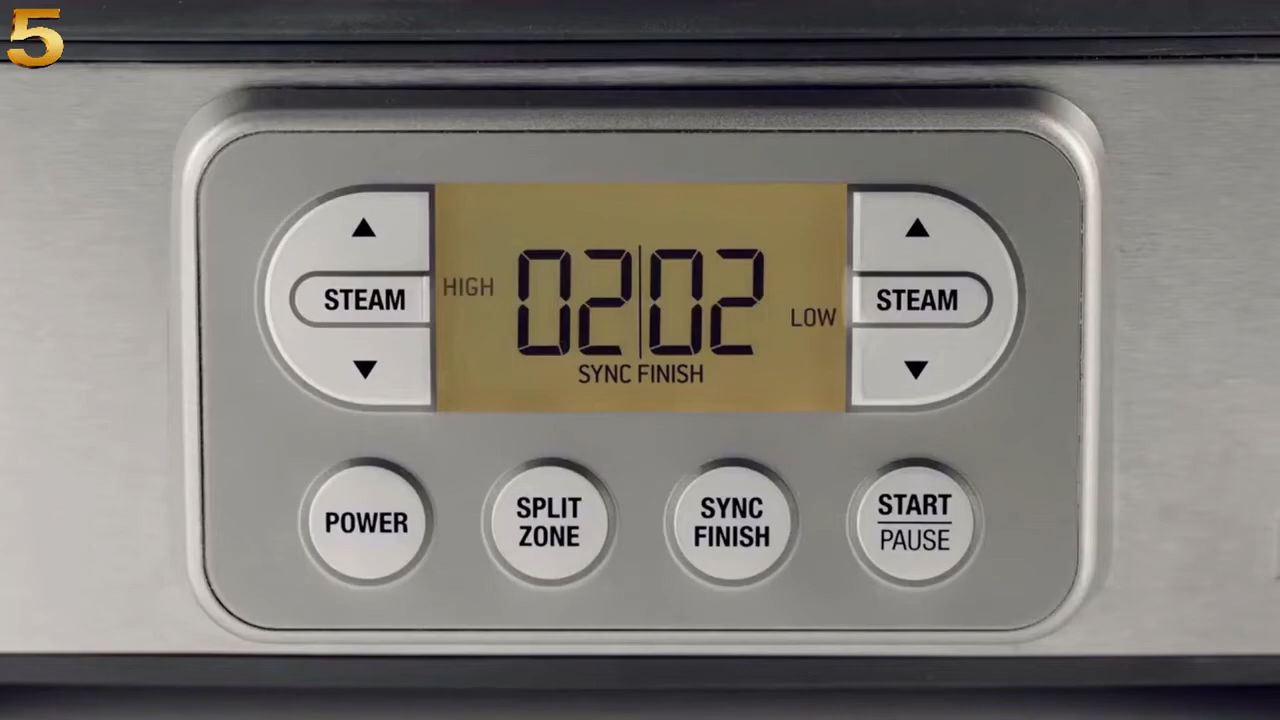 5
STEAM
HIGH
02|02
LOW
STEAM
SYNC FINISH
POWER
SPLIT
ZONE
SYNC
FINISH
START
PAUSE